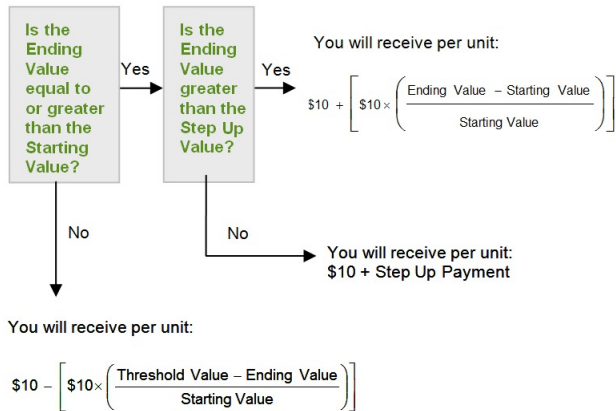 Is the
Ending
Value
equal to
or greater
than the
Starting
Value?
Yes
Is the
Ending
Value
greater
than the
Step Up
Value?
Yes
You will receive per unit:
$10 + [ $10 × ( Ending Value – Starting Value / Starting Value ) ]
No
No
You will receive per unit:
$10 + Step Up Payment
You will receive per unit:
$10 – [ $10× ( Threshold Value – Ending Value / Starting Value ) ]